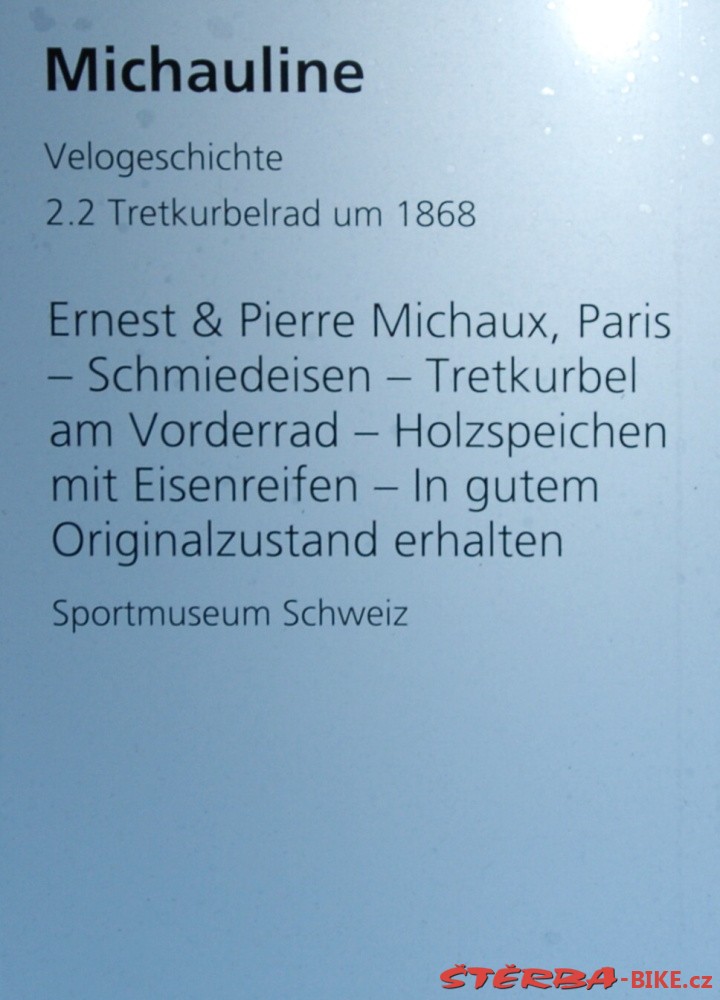 Michauline
Velogeschichte
2.2 Tretkurbelrad um 1868
Ernest & Pierre Michaux, Paris
– Schmiedeisen – Tretkurbel
am Vorderrad – Holzspeichen
mit Eisenreifen – In gutem
Originalzustand erhalten
Sportmuseum Schweiz
ŠTĚRBA-BIKE.cz